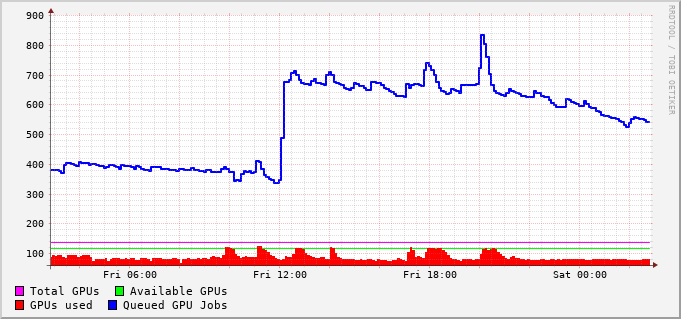 900
800
700
600
500
400
300
200
100
Fri 06:00 Fri 12:00 Fri 18:00 Sat 00:00
Total GPUs Available GPUs
GPUs used Queued GPU Jobs
RRDTOOL / TOBI OETIKER